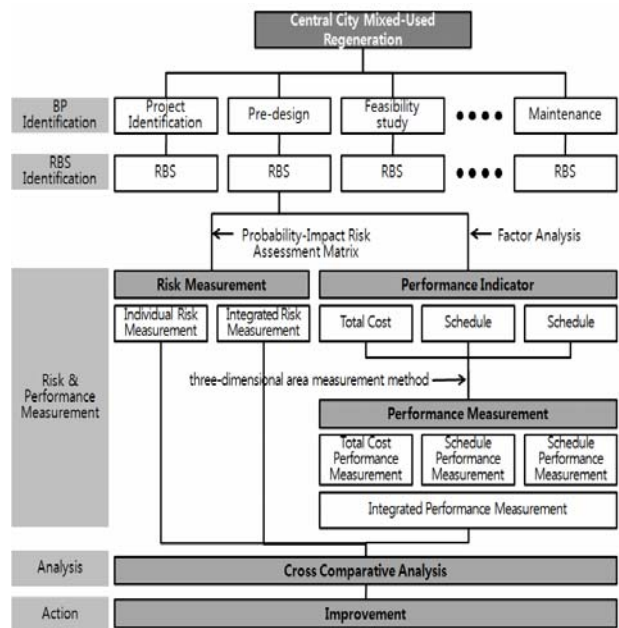 Central City Mixed-Used
Regeneration
BP
Identification
Project
Identification
Pre-design
Feasibility
study
Maintenance
RBS
Identification
RBS
RBS
RBS
RBS
Probability-Impact Risk
Assessment Matrix
Factor Analysis
Risk &
Performance
Measurement
Risk Measurement
Performance Indicator
Individual Risk
Measurement
Integrated Risk
Measurement
Total Cost
Schedule
Schedule
three-dimensional area measurement method
Performance Measurement
Total Cost
Performance
Measurement
Schedule
Performance
Measurement
Schedule
Performance
Measurement
Integrated Performance Measurement
Analysis
Cross Comparative Analysis
Action
Improvement